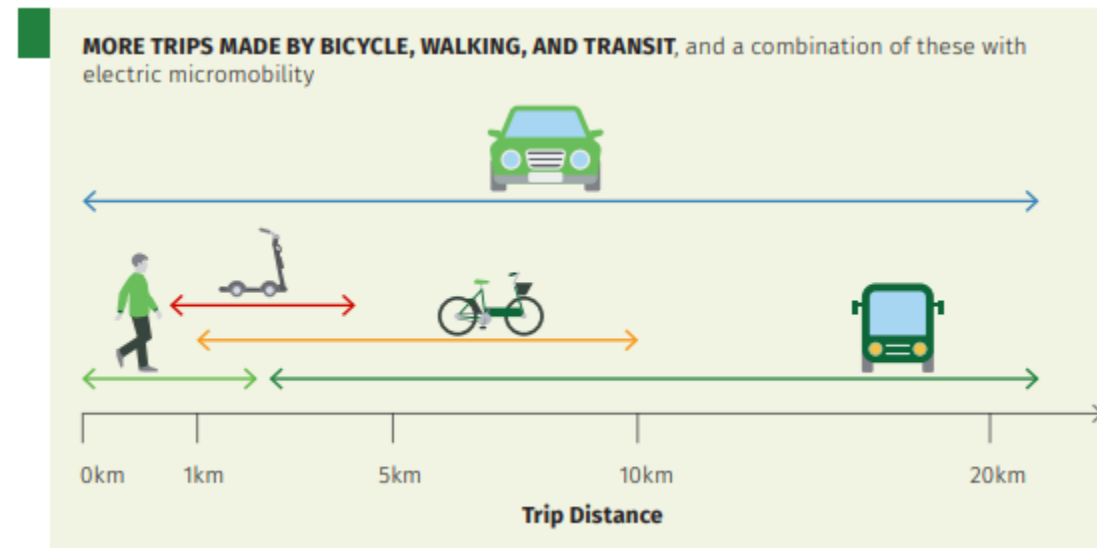 MORE TRIPS MADE BY BICYCLE, WALKING, AND TRANSIT, and a combination of these with
electric micromobility
0km 1km 5km 10km 20km
Trip Distance